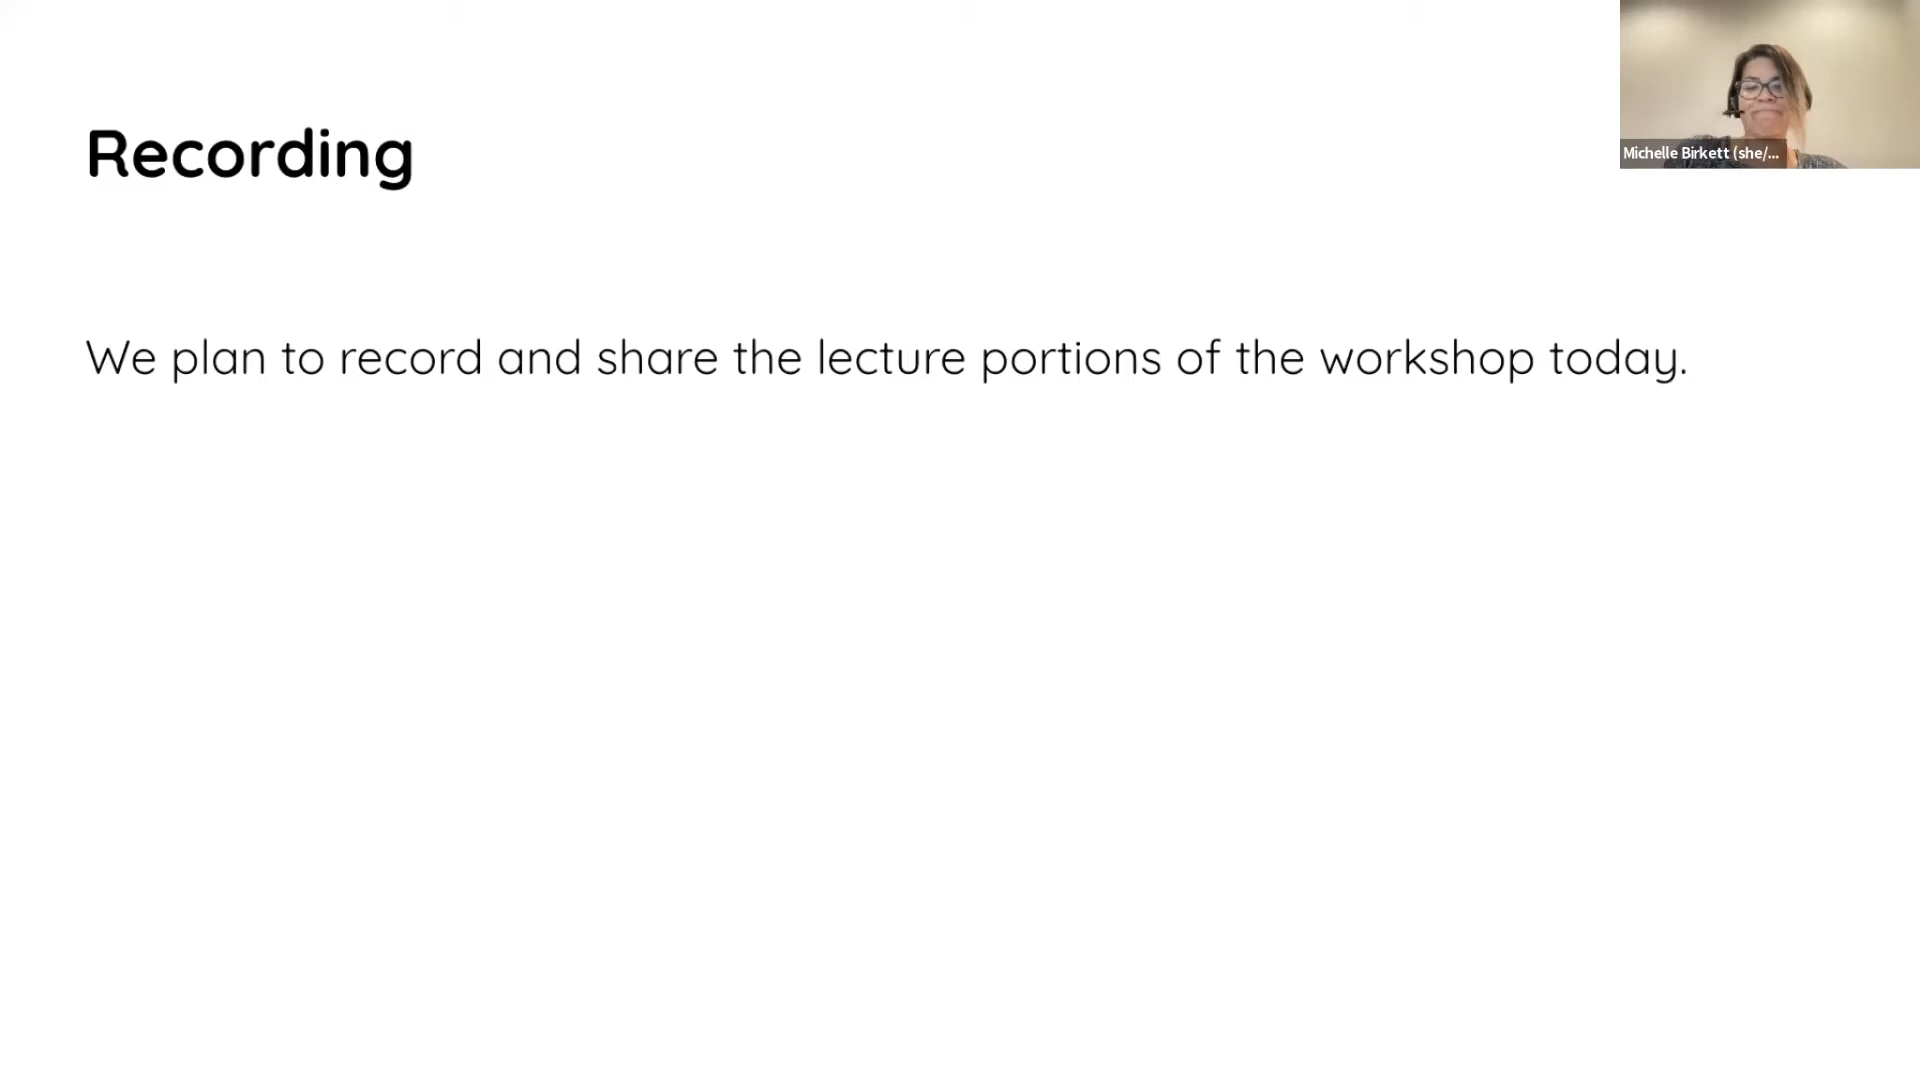 Recording
Michelle Birkett (she/...
We plan to record and share the lecture portions of the workshop today.